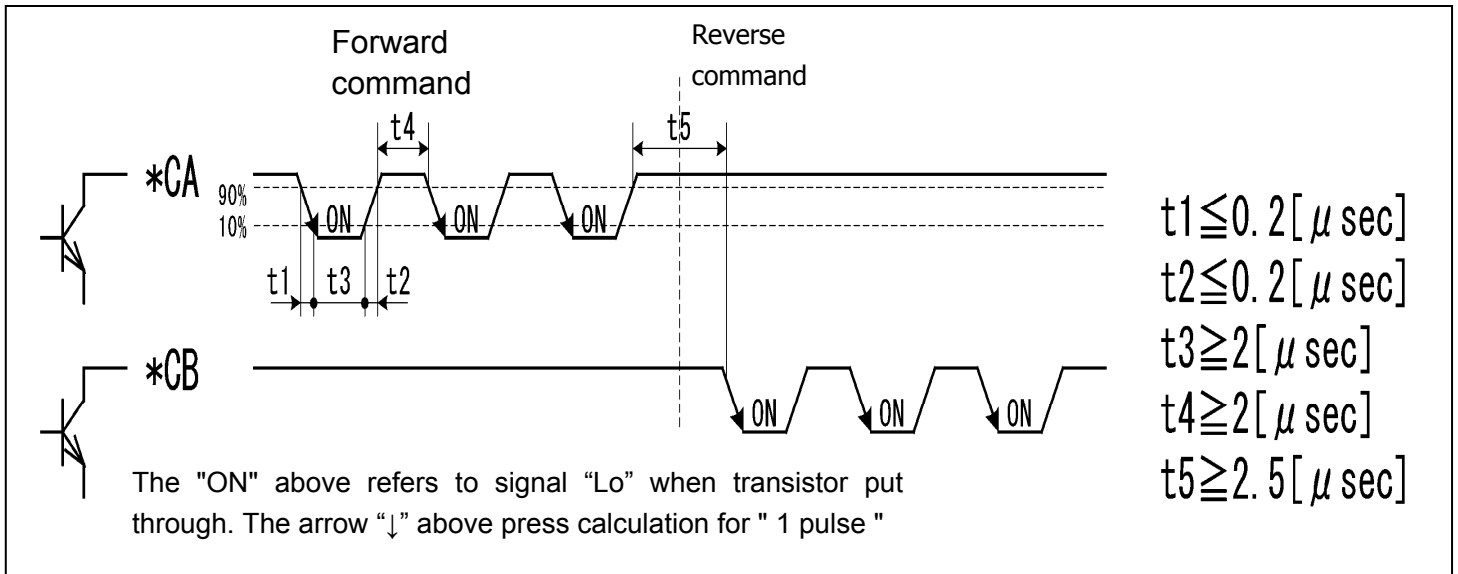 Forward
command
Reverse
command
t4
t5
*CA
90%
10%
ON
ON
ON
t1
t3
t2
*CB
ON
ON
ON
t1≦0.2[μsec]
t2≦0.2[μsec]
t3≧2[μsec]
t4≧2[μsec]
t5≧2.5[μsec]
The "ON" above refers to signal “Lo” when transistor put
through. The arrow “↓” above press calculation for " 1 pulse "